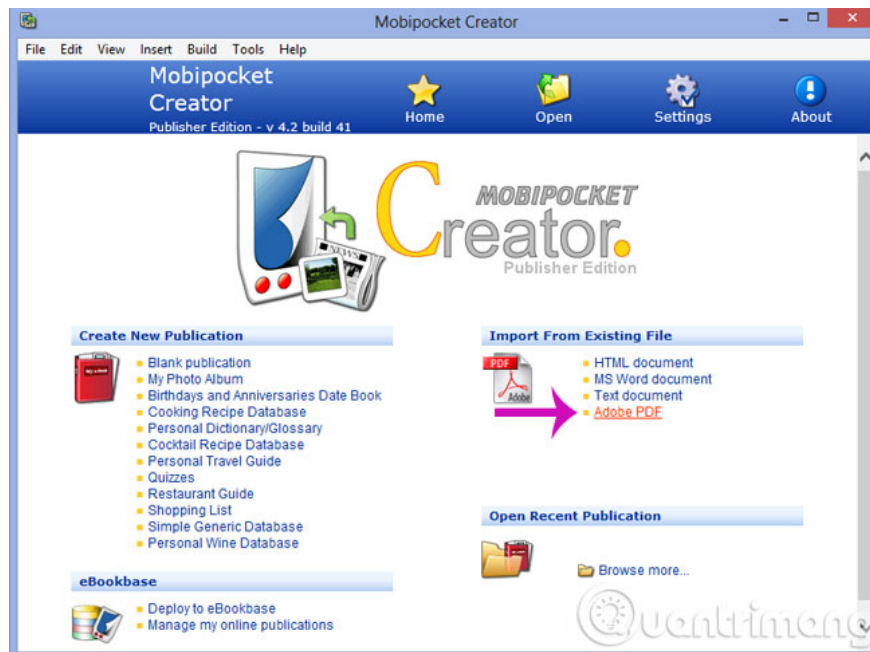 Mobipocket Creator
File Edit View Insert Build Tools Help
Mobipocket
Creator
Publisher Edition - v 4.2 build 41
Home
Open
Settings
About
MOBIPOCKET
Creator.
Publisher Edition
NEWS
Create New Publication
My eBook
Blank publication
My Photo Album
Birthdays and Anniversaries Date Book
Cooking Recipe Database
Personal Dictionary/Glossary
Cocktail Recipe Database
Personal Travel Guide
Quizzes
Restaurant Guide
Shopping List
Simple Generic Database
Personal Wine Database
eBookbase
Deploy to eBookbase
Manage my online publications
Import From Existing File
PDF
Adobe
HTML document
MS Word document
Text document
Adobe PDF
Open Recent Publication
Browse more...
Quantrimang